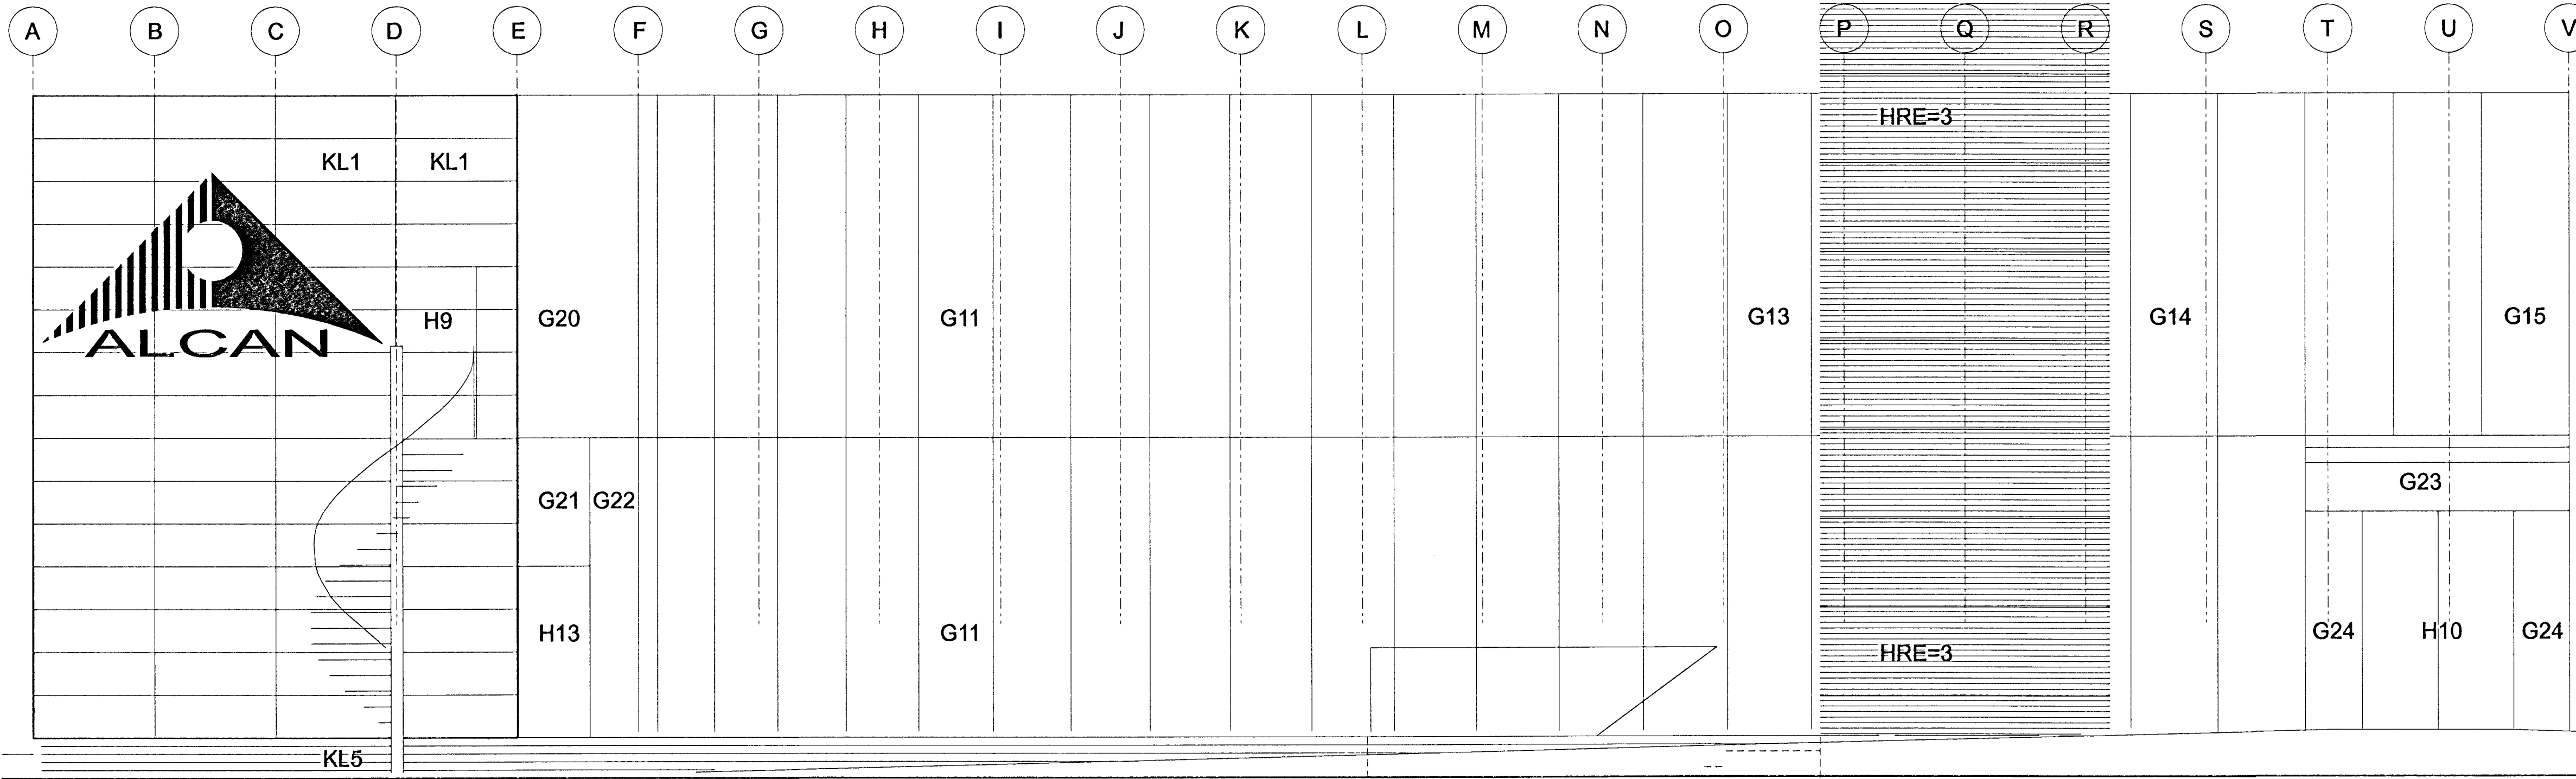 A B C D E F G H I J K L M N O P Q R S T U V
HRE=3
KL1 KL1
ALCAN
H9 G20 G11 G13 G14 G15
G21 G22 G23
H13 G11 HRE=3 G24 H10 G24
KL5